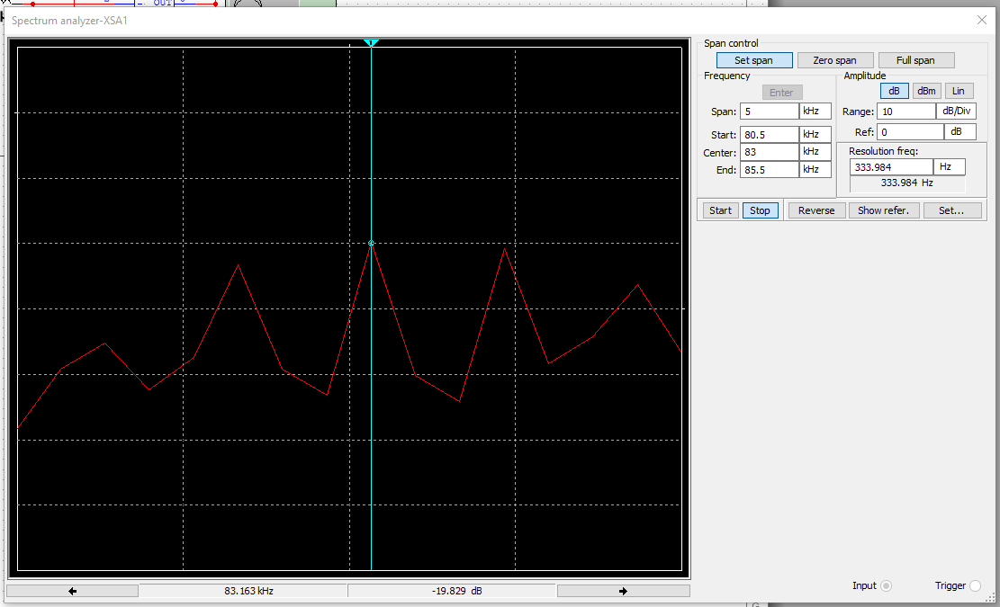 OUT
Spectrum analyzer-XSA1
1
Span control
Set span Zero span Full span
Frequency Amplitude
Enter dB dBm Lin
Span: 5 kHz Range: 10 dB/Div
Start: 80.5 kHz Ref: 0 dB
Center: 83 kHz Resolution freq:
End: 85.5 kHz 333.984 Hz
333.984 Hz
Start Stop Reverse Show refer. Set...
Input Trigger
83.163 kHz -19.829 dB